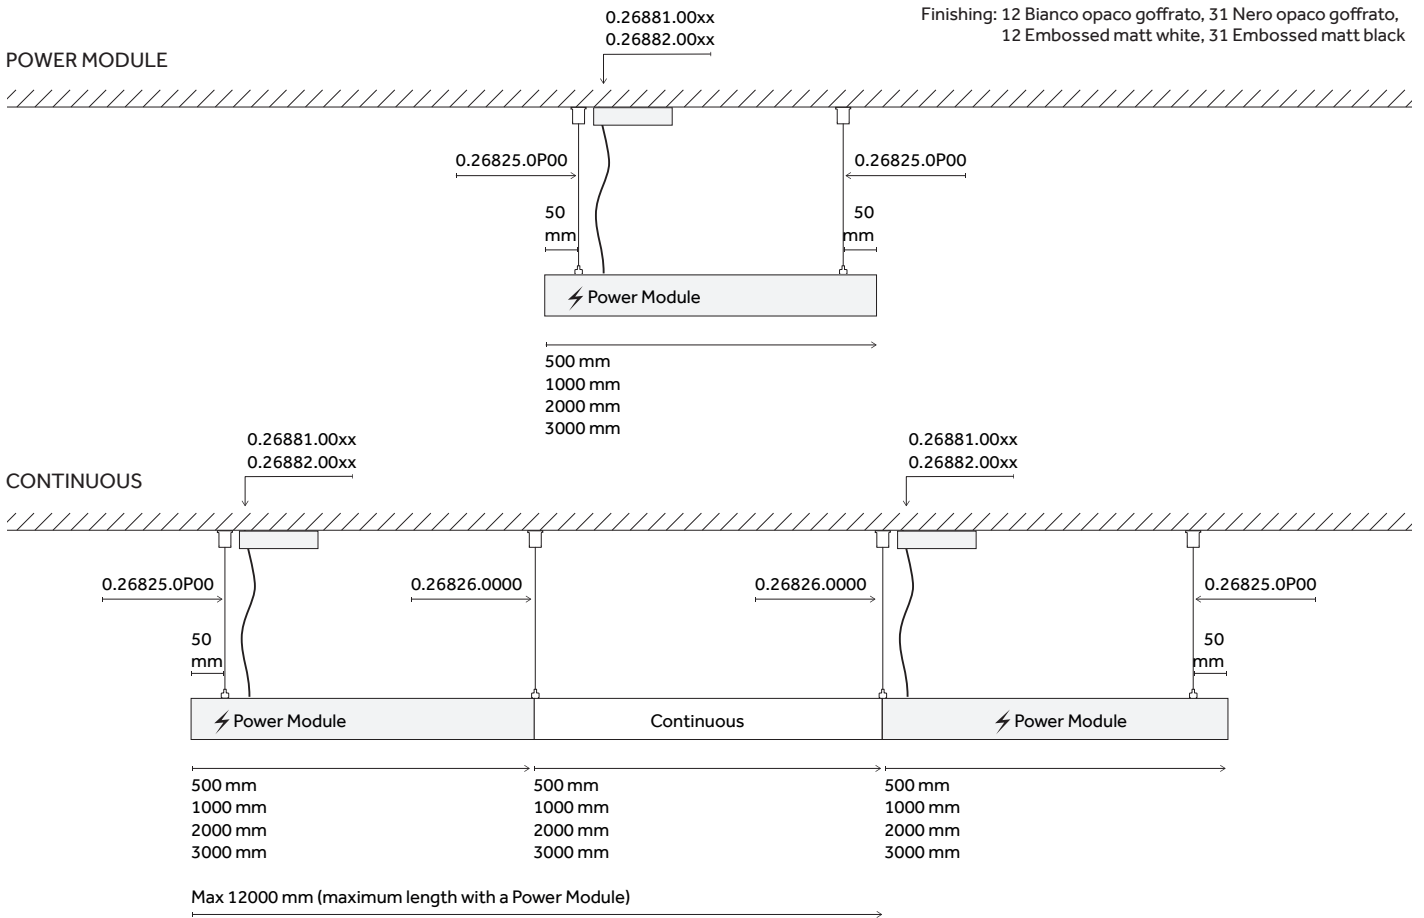 0.26881.00xx
0.26882.00xx
Finishing: 12 Bianco opaco goffrato, 31 Nero opaco goffrato,
12 Embossed matt white, 31 Embossed matt black
POWER MODULE
0.26825.0P00
0.26825.0P00
50
mm
50
mm
Power Module
500 mm
1000 mm
2000 mm
3000 mm
CONTINUOUS
0.26881.00xx
0.26882.00xx
0.26881.00xx
0.26882.00xx
0.26825.0P00
0.26826.0000
0.26826.0000
0.26825.0P00
50
mm
50
mm
Power Module
Continuous
Power Module
500 mm
1000 mm
2000 mm
3000 mm
500 mm
1000 mm
2000 mm
3000 mm
500 mm
1000 mm
2000 mm
3000 mm
Max 12000 mm (maximum length with a Power Module)